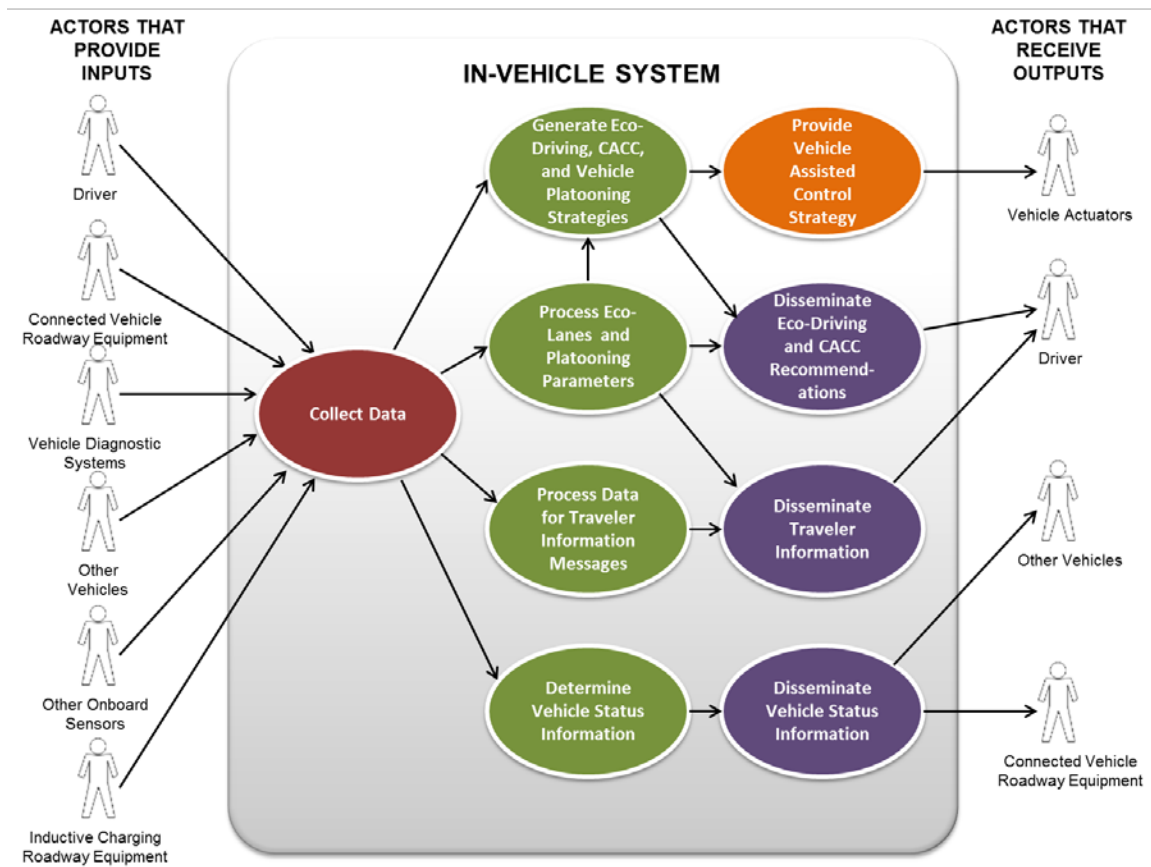 ACTORS THAT
PROVIDE
INPUTS
Driver
Connected Vehicle
Roadway Equipment
Vehicle Diagnostic
Systems
Other
Vehicles
Other Onboard
Sensors
Inductive Charging
Roadway Equipment
IN-VEHICLE SYSTEM
Collect Data
Generate Eco-
Driving, CACC,
and Vehicle
Platooning
Strategies
Provide
Vehicle
Assisted
Control
Strategy
Process Eco-
Lanes and
Platooning
Parameters
Disseminate
Eco-Driving
and CACC
Recommend-
ations
Process Data
for Traveler
Information
Messages
Disseminate
Traveler
Information
Determine
Vehicle Status
Information
Disseminate
Vehicle Status
Information
ACTORS THAT
RECEIVE
OUTPUTS
Vehicle Actuators
Driver
Other Vehicles
Connected Vehicle
Roadway Equipment